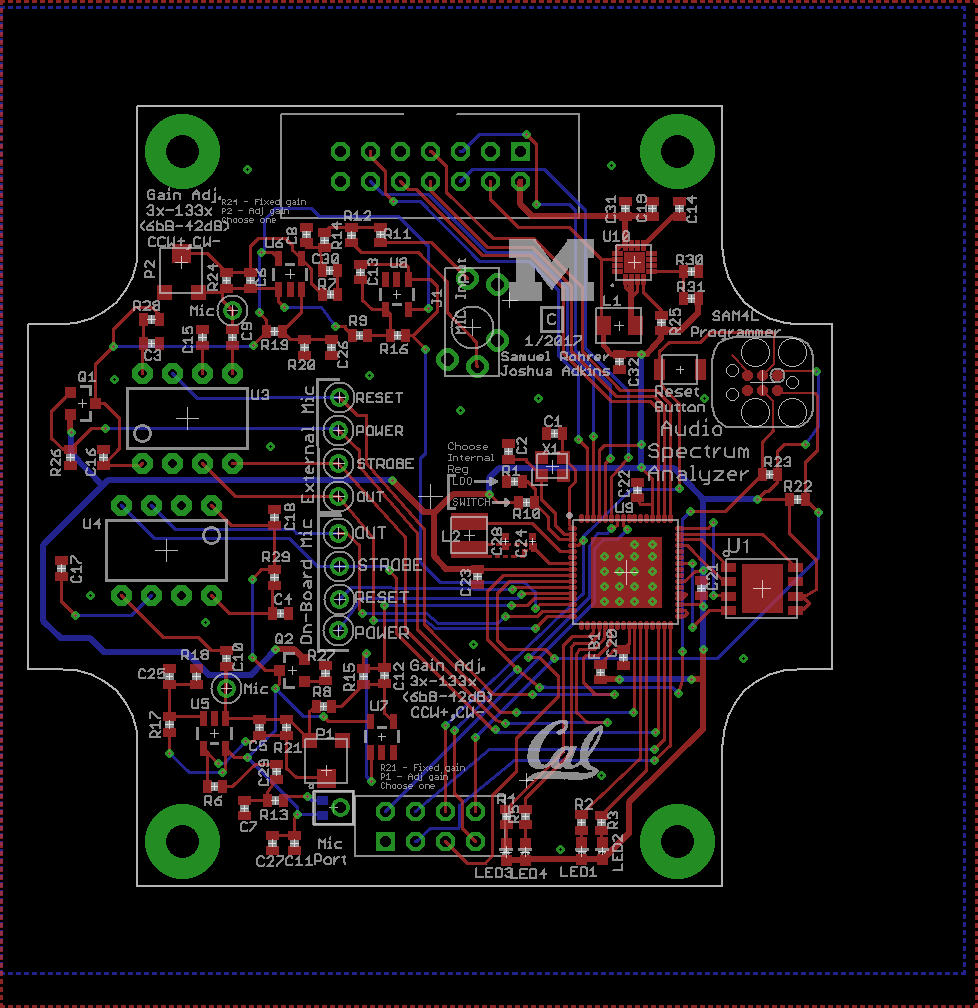 Gain Adj.
3x-133x
(6bB-42dB)
CCW+,CW-
R24 - Fixed gain
P2 - Adj gain
Choose one
R12
R14
R11
C8
U6
C30
R7
C13
U8
P2
R24
C6
Mic
R28
C3
C15
C9
R19
R20
C26
R9
R16
J1
MIC Input
M
C
1/2017
Samuel Rohrer
Joshua Adkins
C31
C19
C14
U10
R30
R31
L1
R25
C32
SAM4L
Programmer
Reset
Button
Audio
Spectrum
Analyzer
Q1
U3
R26
C16
External Mic
RESET
POWER
STROBE
OUT
On-Board Mic
OUT
STROBE
RESET
POWER
Choose
Internal
Reg
LDO
SWITCH
C1
X1
C2
R1
R10
L2
C28
C24
C23
C22
U9
R23
R22
U1
C21
FB1
C20
U4
C18
R29
C17
C4
Q2
R27
R18
C10
C25
Mic
R8
R15
C12
Gain Adj.
3x-133x
(6bB-42dB)
CCW+,CW-
R17
U5
C5
R21
P1
U7
C29
R6
R13
C7
C27
C11
R21 - Fixed gain
P1 - Adj gain
Choose one
Mic
Port
Cal
R4
R5
R2
R3
LED3
LED4
LED1
LED2